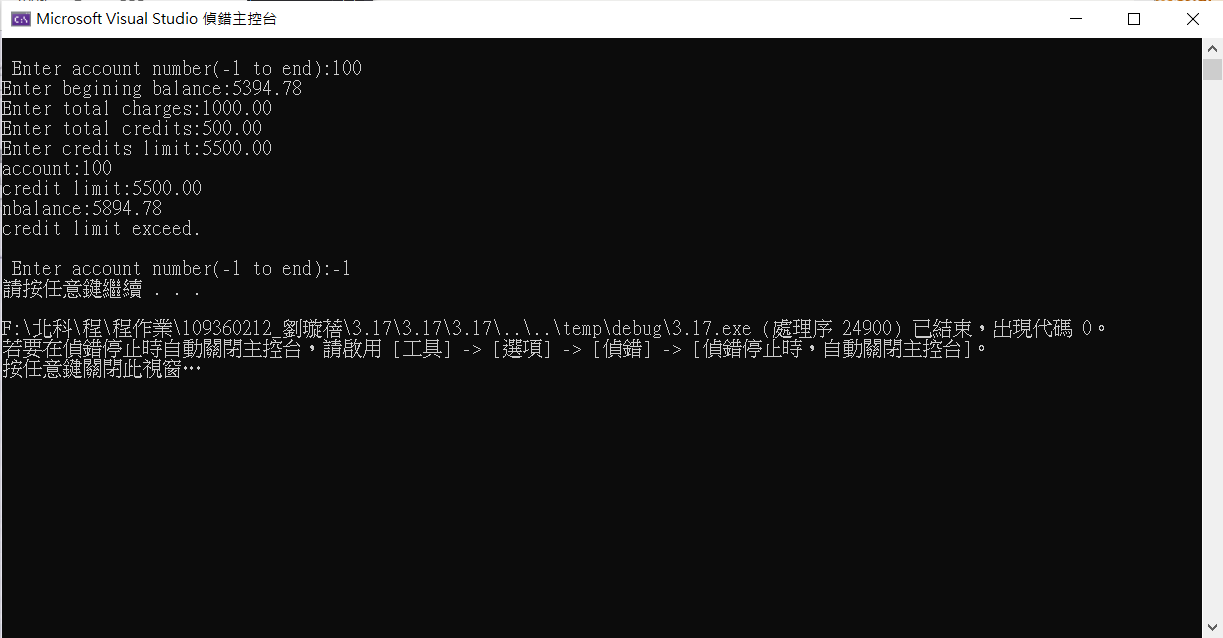 Microsoft Visual Studio 偵錯主控台
Enter account number(-1 to end):100
Enter begining balance:5394.78
Enter total charges:1000.00
Enter total credits:500.00
Enter credits limit:5500.00
account:100
credit limit:5500.00
nbalance:5894.78
credit limit exceed.
Enter account number(-1 to end):-1
請按任意鍵繼續 . . .
F:\北科\程\程作業\109360212_劉璇蓓\3.17\3.17\3.17\..\..\temp\debug\3.17.exe (處理序 24900) 已結束，出現代碼 0。
若要在偵錯停止時自動關閉主控台，請啟用 [工具] -> [選項] -> [偵錯] -> [偵錯停止時，自動關閉主控台]。
按任意鍵關閉此視窗…